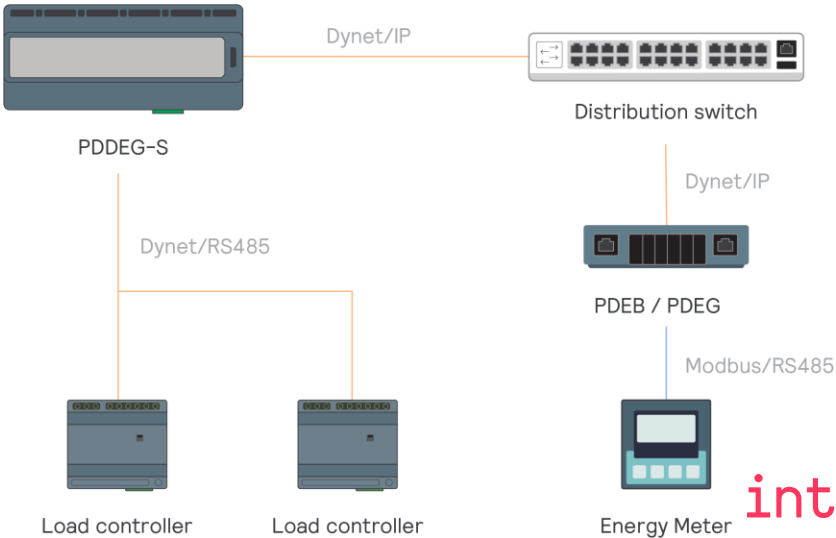 Dynet/IP
Distribution switch
PDDEG-S
Dynet/IP
Dynet/RS485
PDEB / PDEG
Modbus/RS485
Load controller
Load controller
Energy Meter
int